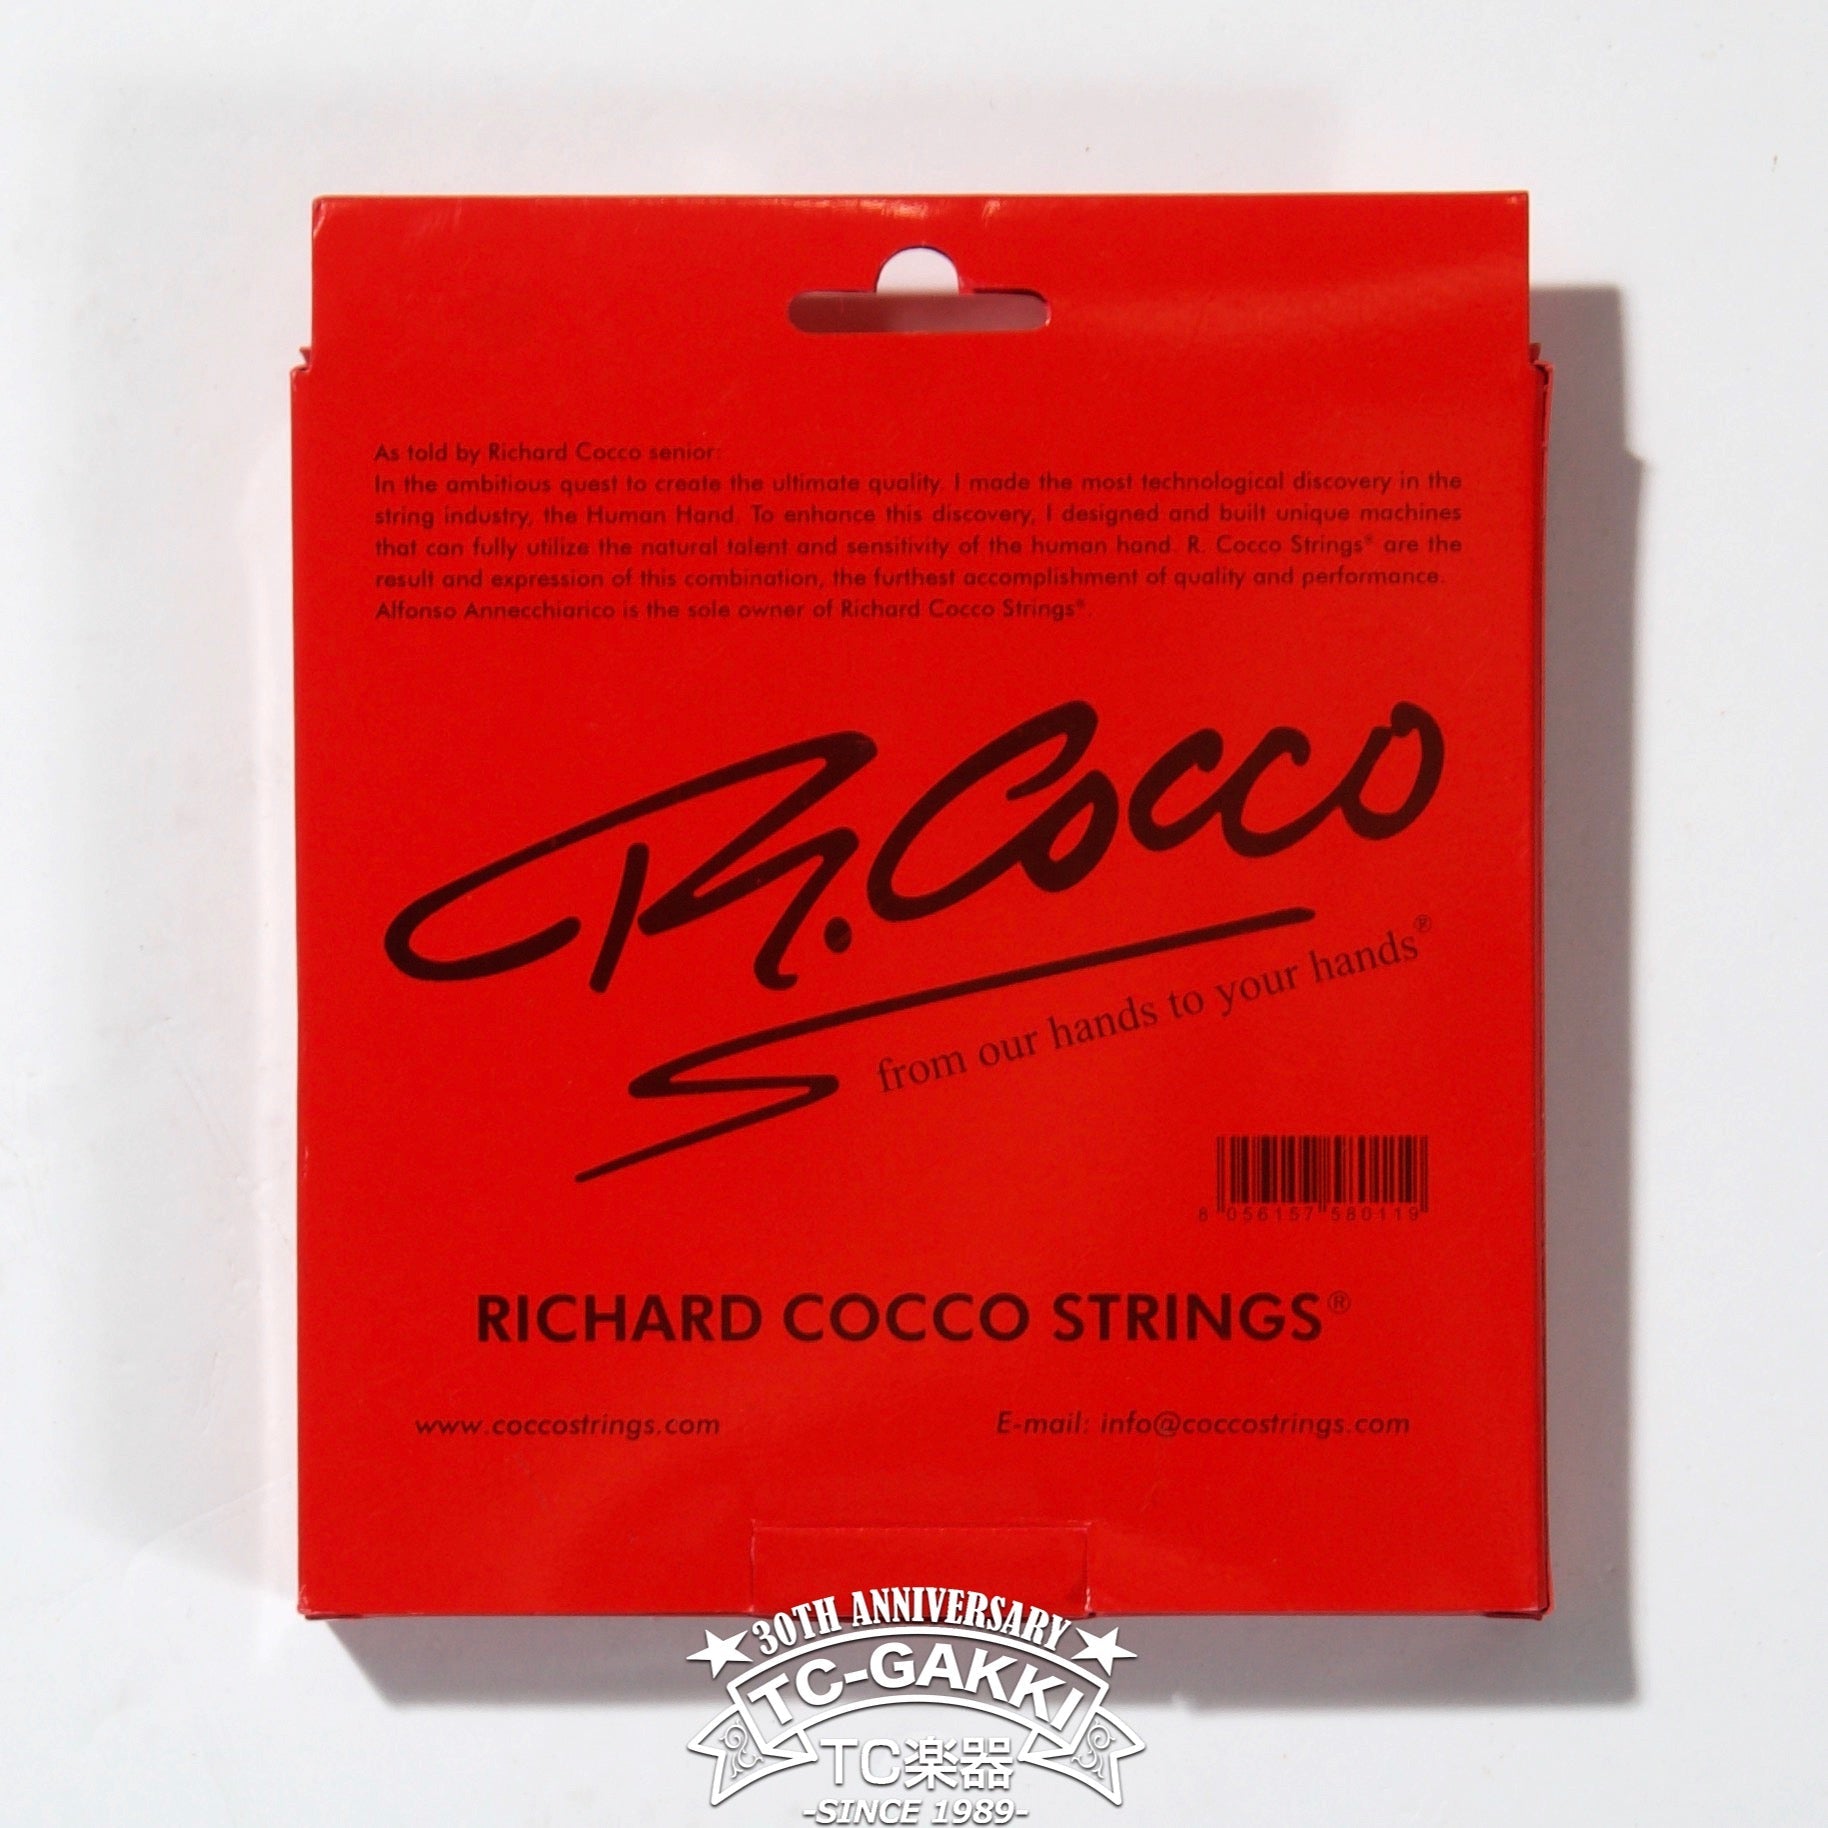 As told by Richard Cocco senior:
In the ambitious quest to create the ultimate quality. I made the most technological discovery in the
string industry, the Human Hand. To enhance this discovery, I designed and built unique machines
that can fully utilize the natural talent and sensitivity of the human hand. R. Cocco Strings® are the
result and expression of this combination, the furthest accomplishment of quality and performance.
Alfonso Annecchiarico is the sole owner of Richard Cocco Strings®.
R. Cocco
from our hands to your hands®
8 056157 580119
RICHARD COCCO STRINGS®
www.coccostrings.com
E-mail: info@coccostrings.com
30TH ANNIVERSARY
TC-GAKKI
TC楽器
-SINCE 1989-